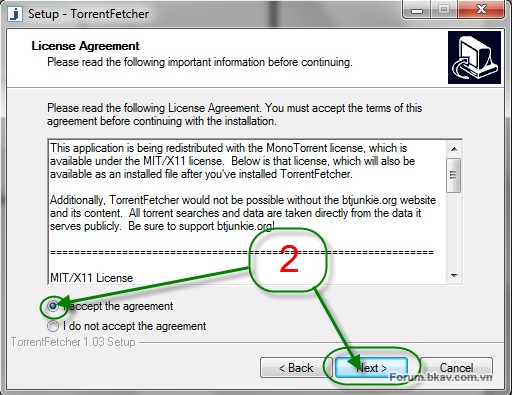 Setup - TorrentFetcher
License Agreement
Please read the following important information before continuing.
Please read the following License Agreement. You must accept the terms of this
agreement before continuing with the installation.
This application is being redistributed with the MonoTorrent license, which is
available under the MIT/X11 license.  Below is that license, which will also be
available as an installed file after you've installed TorrentFetcher.
Additionally, TorrentFetcher would not be possible without the btjunkie.org website
and its content.  All torrent searches and data are taken directly from the data it
serves publicly.  Be sure to support btjunkie.org!
============================================================
MIT/X11 License
2
I accept the agreement
I do not accept the agreement
TorrentFetcher 1.03 Setup
< Back
Next >
Cancel
Forum.bkav.com.vn